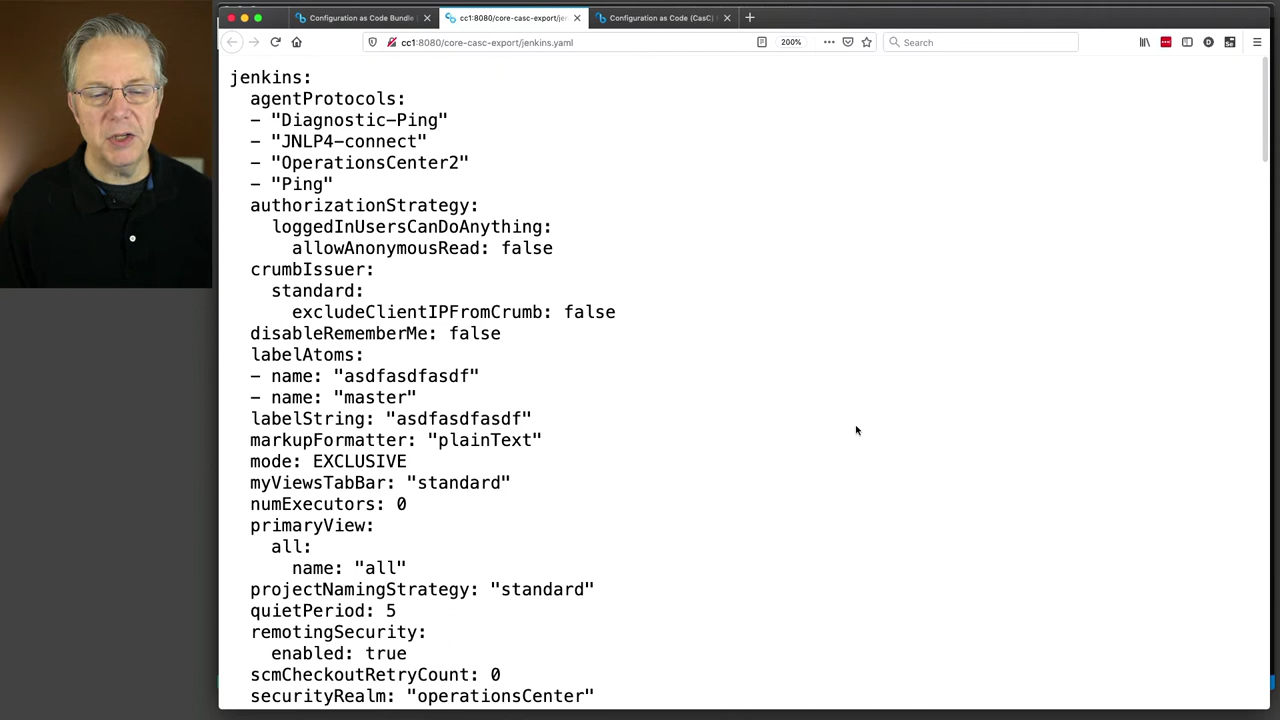 Configuration as Code Bundle
cc1:8080/core-casc-export/jen
Configuration as Code (CasC)
cc1:8080/core-casc-export/jenkins.yaml
200%
Search
jenkins:
  agentProtocols:
  - "Diagnostic-Ping"
  - "JNLP4-connect"
  - "OperationsCenter2"
  - "Ping"
  authorizationStrategy:
    loggedInUsersCanDoAnything:
      allowAnonymousRead: false
  crumbIssuer:
    standard:
      excludeClientIPFromCrumb: false
  disableRememberMe: false
  labelAtoms:
  - name: "asdfasdfasdf"
  - name: "master"
  labelString: "asdfasdfasdf"
  markupFormatter: "plainText"
  mode: EXCLUSIVE
  myViewsTabBar: "standard"
  numExecutors: 0
  primaryView:
    all:
      name: "all"
  projectNamingStrategy: "standard"
  quietPeriod: 5
  remotingSecurity:
    enabled: true
  scmCheckoutRetryCount: 0
  securityRealm: "operationsCenter"